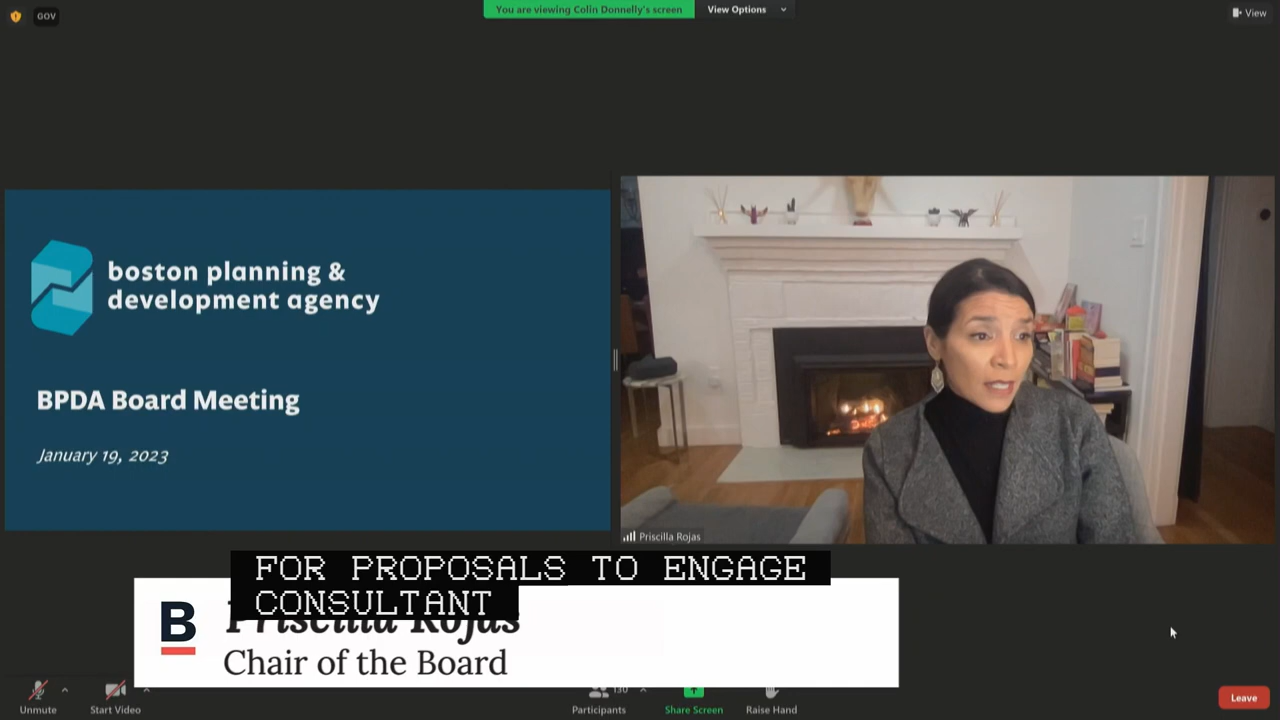 GOV
You are viewing Colin Donnelly's screen
View Options
View
boston planning &
development agency
BPDA Board Meeting
January 19, 2023
Priscilla Rojas
FOR PROPOSALS TO ENGAGE
CONSULTANT
B
Priscilla Rojas
Chair of the Board
Unmute
Start Video
130
Participants
Share Screen
Raise Hand
Leave